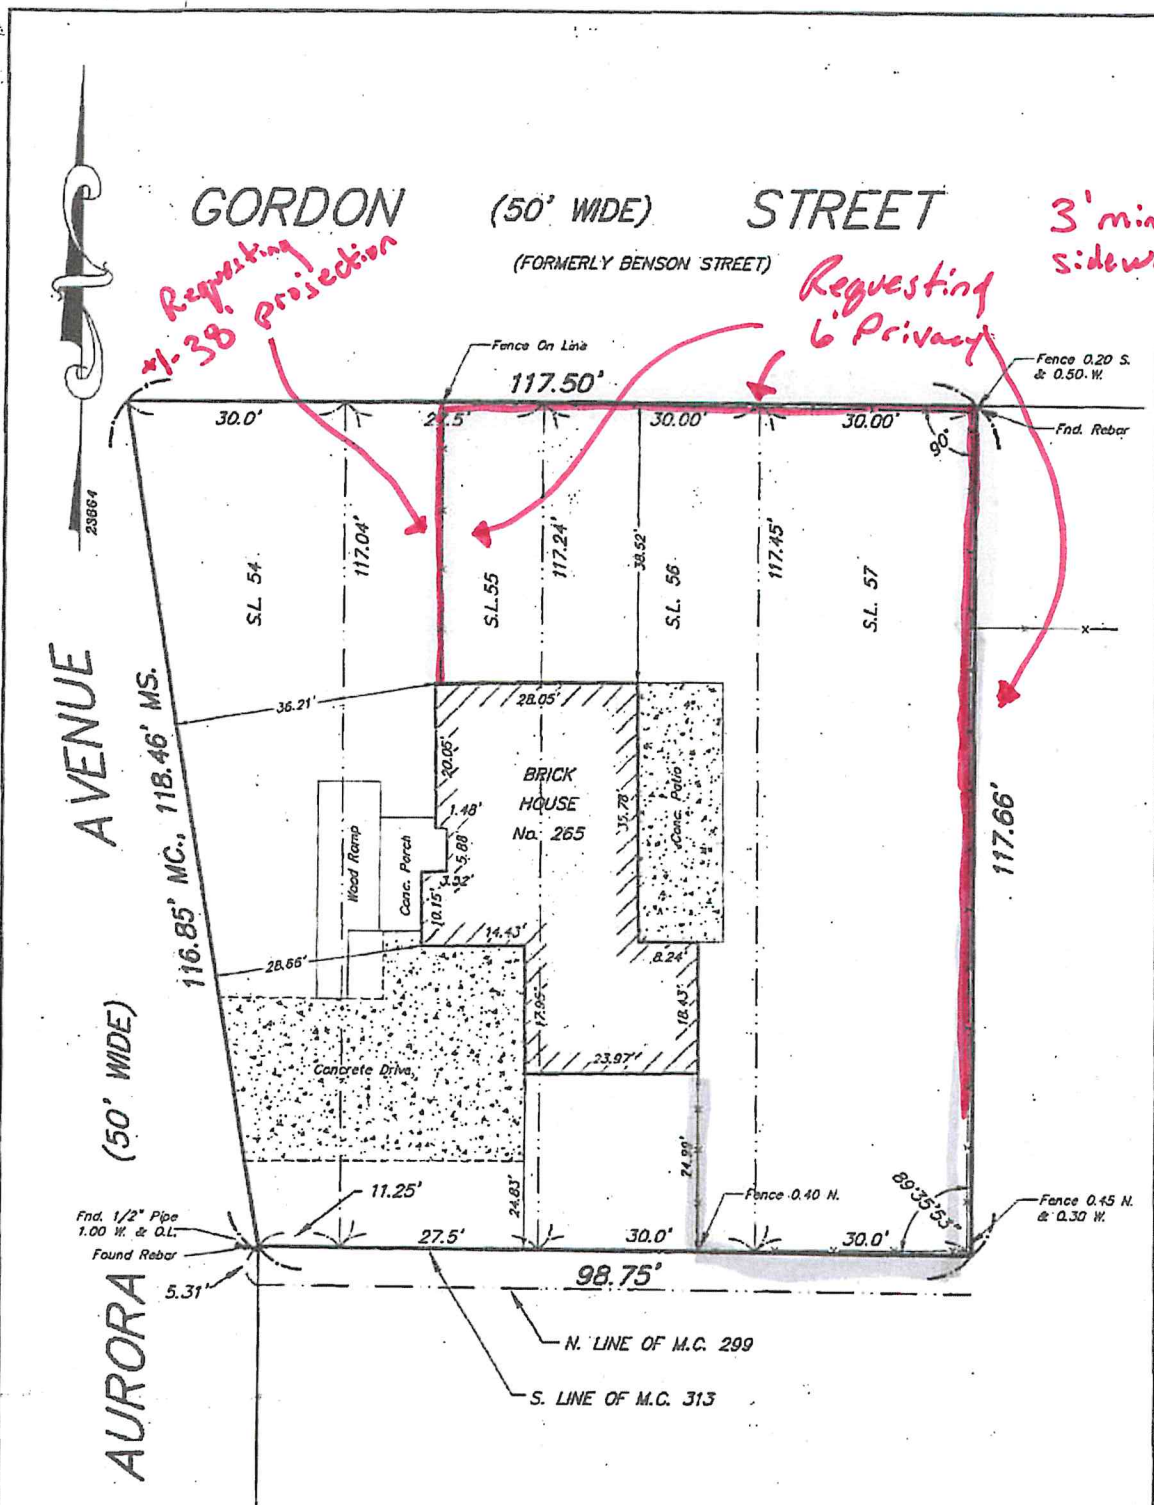 GORDON (50' WIDE) STREET
(FORMERLY BENSON STREET)
3' min
sidew
Requesting
+/- 38' projection
Requesting
6' Privacy
Fence On Line
117.50'
Fence 0.20 S.
& 0.50 W.
Fnd. Rebar
30.0'
30.00'
30.00'
90°
23864
117.04'
117.24'
38.52'
117.45'
S.L. 54
S.L. 55
S.L. 56
S.L. 57
AURORA (50' WIDE) AVENUE
116.85' MC., 118.46' MS.
36.21'
28.05'
20.05'
BRICK
HOUSE
No. 265
35.78'
Conc. Patio
117.66'
1.48'
5.88'
Wood Ramp
Conc. Porch
10.15'
14.43'
8.24'
28.66'
17.95'
18.43'
23.97'
Concrete Drive
24.83'
11.25'
Fnd. 1/2" Pipe
1.00 W. & O.L.
Found Rebar
5.31'
27.5'
30.0'
30.0'
Fence 0.40 N.
89°35'53"
Fence 0.45 N.
& 0.30 W.
98.75'
N. LINE OF M.C. 299
S. LINE OF M.C. 313